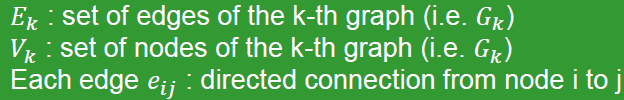 E_k : set of edges of the k-th graph (i.e. G_k)
V_k : set of nodes of the k-th graph (i.e. G_k)
Each edge e_ij : directed connection from node i to j